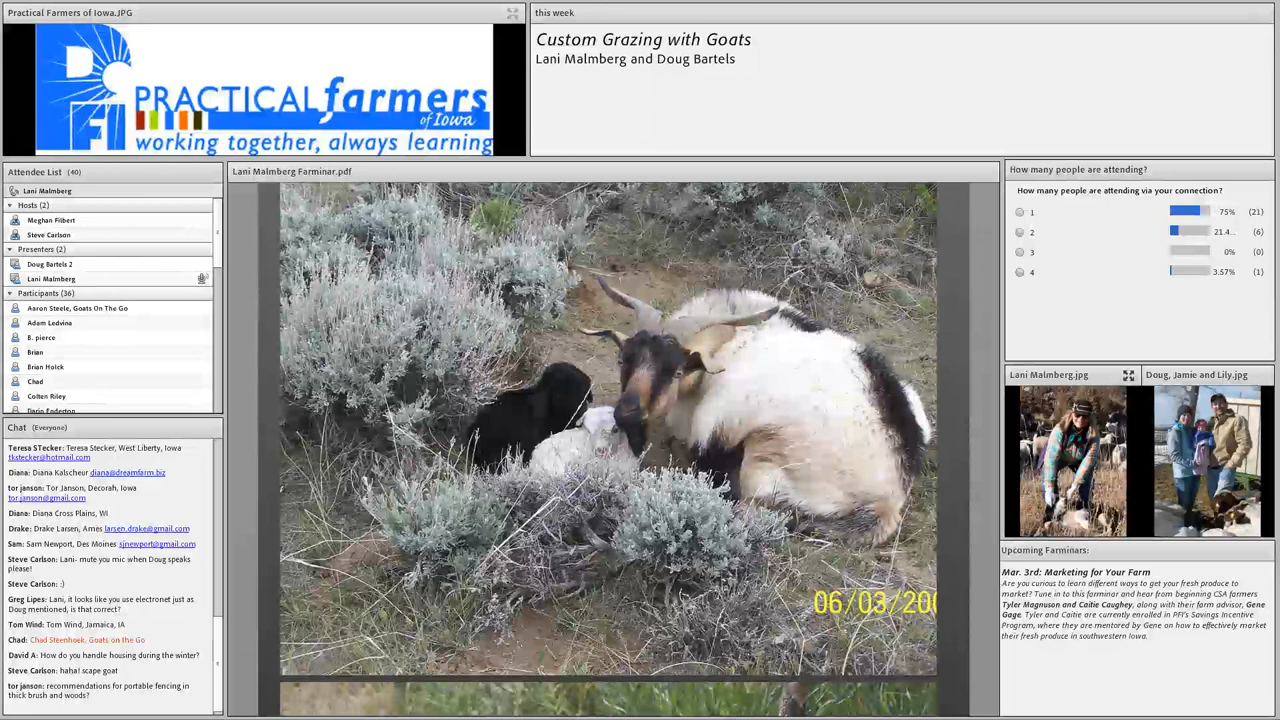 Practical Farmers of Iowa.JPG
PFI
PRACTICAL farmers
of Iowa
working together, always learning
this week
Custom Grazing with Goats
Lani Malmberg and Doug Bartels
Attendee List (40)
Lani Malmberg
Hosts (2)
Meghan Filbert
Steve Carlson
Presenters (2)
Doug Bartels 2
Lani Malmberg
Participants (36)
Aaron Steele, Goats On The Go
Adam Ledvina
B. pierce
Brian
Brian Holck
Chad
Colten Riley
Darin Enderton
Chat (Everyone)
Teresa STecker: Teresa Stecker, West Liberty, Iowa
tkstecker@hotmail.com
Diana: Diana Kalscheur diana@dreamfarm.biz
tor janson: Tor Janson, Decorah, Iowa
tor.janson@gmail.com
Diana: Diana Cross Plains, WI
Drake: Drake Larsen, Ames larsen.drake@gmail.com
Sam: Sam Newport, Des Moines sjnewport@gmail.com
Steve Carlson: Lani- mute you mic when Doug speaks
please!
Steve Carlson: :)
Greg Lipes: Lani, it looks like you use electronet just as
Doug mentioned, is that correct?
Tom Wind: Tom Wind, Jamaica, IA
Chad: Chad Steenhoek, Goats on the Go
David A: How do you handle housing during the winter?
Steve Carlson: haha! scape goat
tor janson: recommendations for portable fencing in
thick brush and woods?
Lani Malmberg Farminar.pdf
06/03/200
How many people are attending?
How many people are attending via your connection?
1 75% (21)
2 21.4... (6)
3 0% (0)
4 3.57% (1)
Lani Malmberg.jpg
Doug, Jamie and Lily.jpg
Upcoming Farminars:
Mar. 3rd: Marketing for Your Farm
Are you curious to learn different ways to get your fresh produce to
market? Tune in to this farminar and hear from beginning CSA farmers
Tyler Magnuson and Caitie Caughey, along with their farm advisor, Gene
Gage. Tyler and Caitie are currently enrolled in PFI's Savings Incentive
Program, where they are mentored by Gene on how to effectively market
their fresh produce in southwestern Iowa.